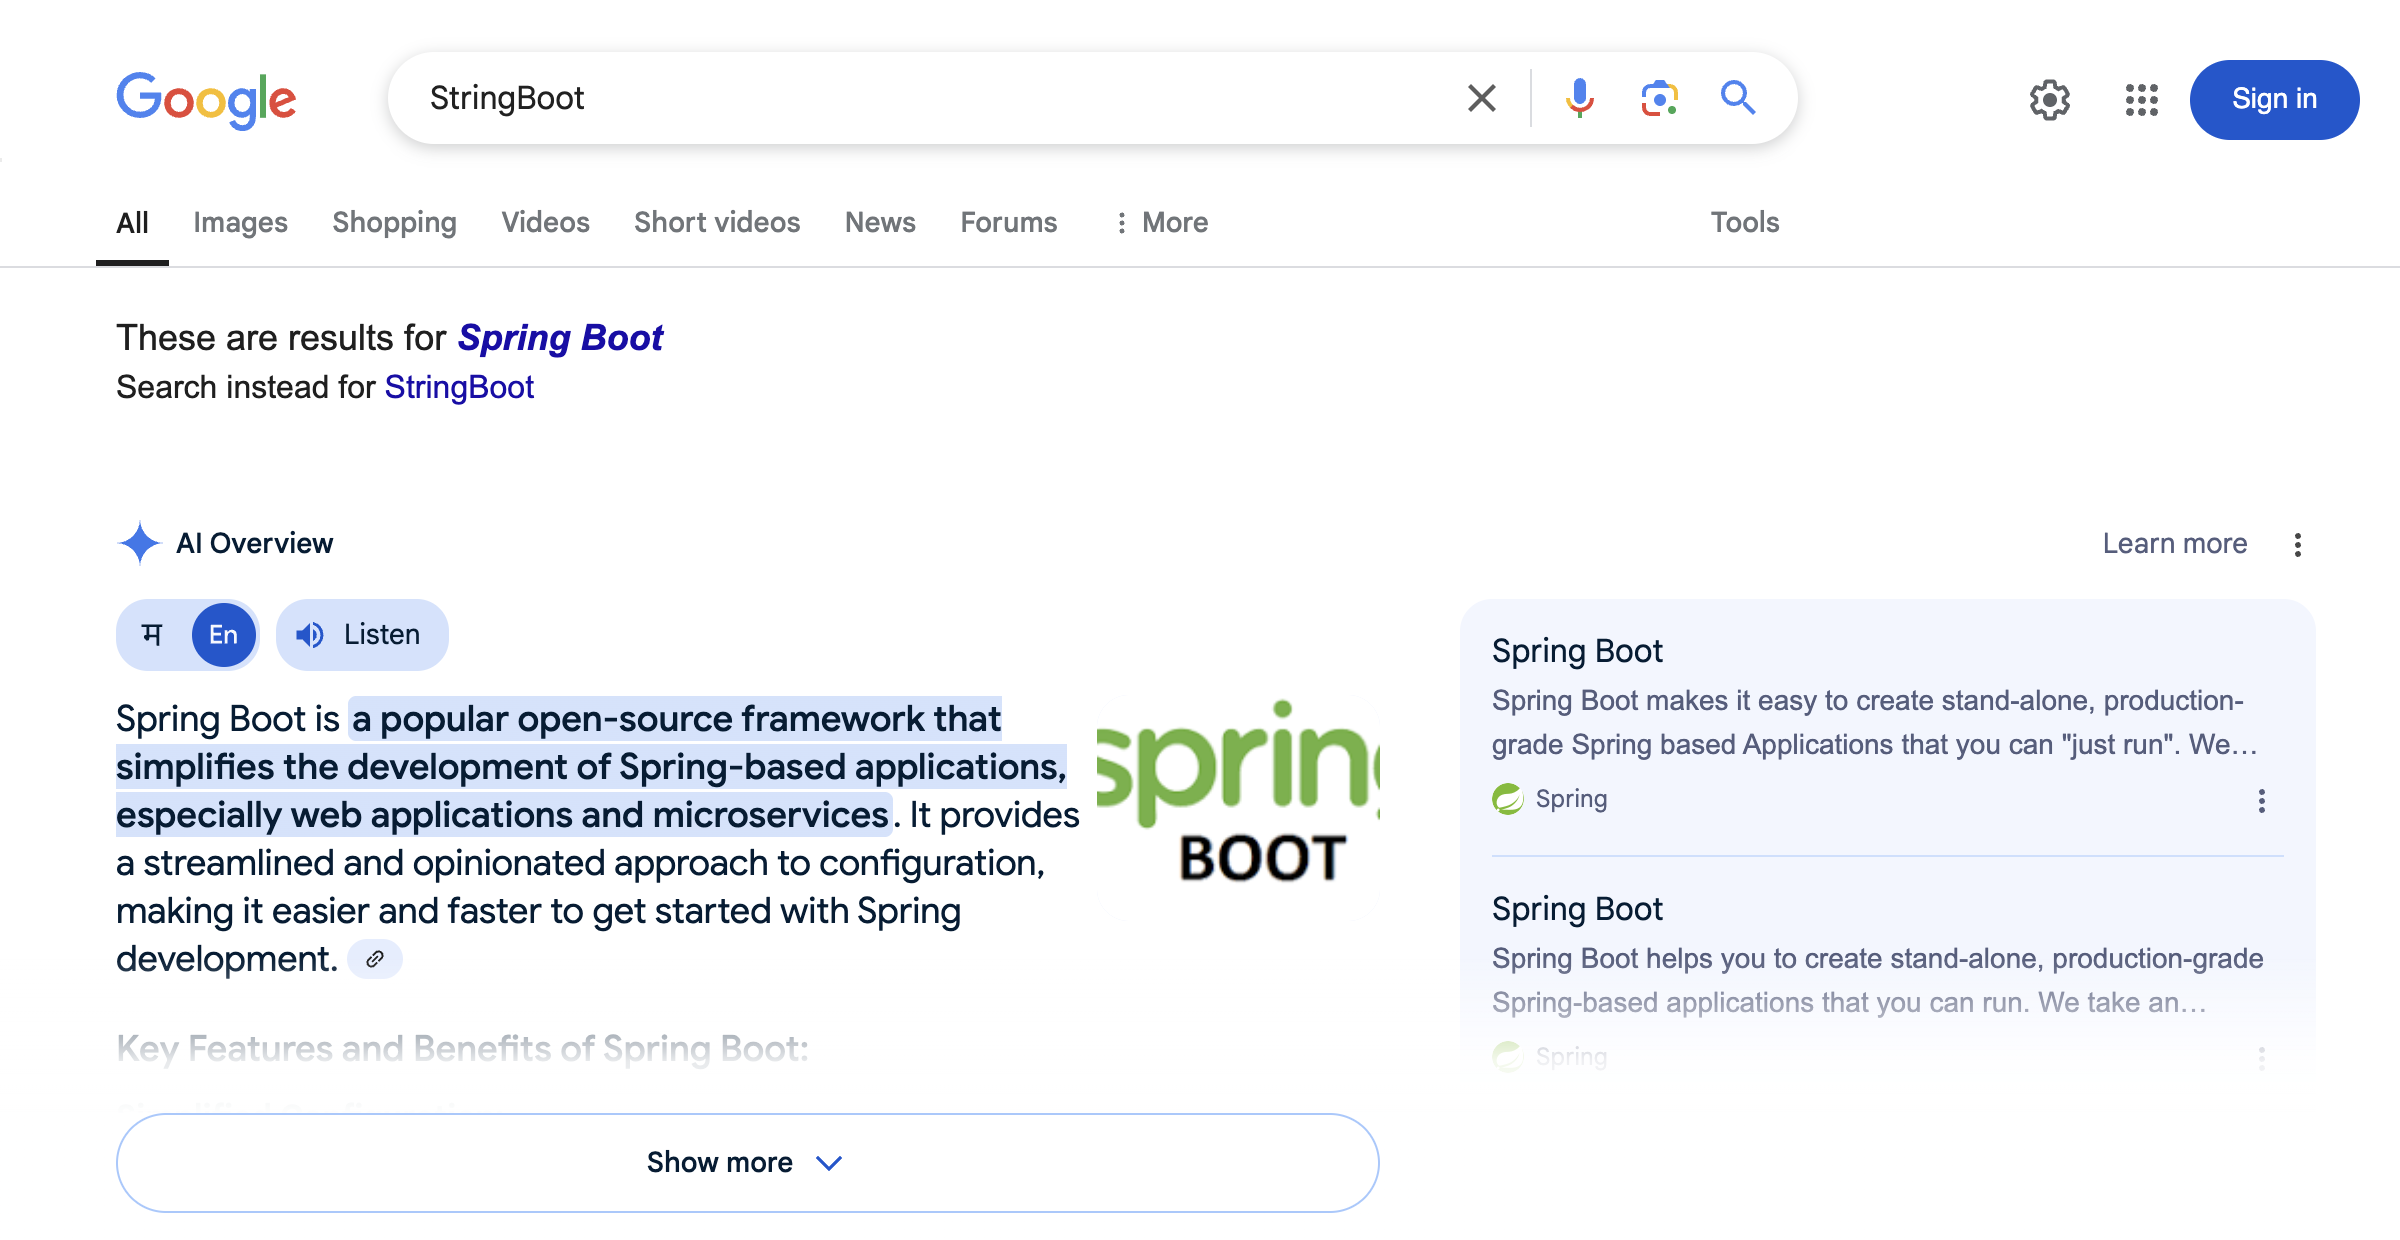 Google
StringBoot
Sign in
All Images Shopping Videos Short videos News Forums More Tools
These are results for Spring Boot
Search instead for StringBoot
AI Overview
Learn more
म En Listen
Spring Boot is a popular open-source framework that
simplifies the development of Spring-based applications,
especially web applications and microservices. It provides
a streamlined and opinionated approach to configuration,
making it easier and faster to get started with Spring
development.
spring
BOOT
Key Features and Benefits of Spring Boot:
Show more
Spring Boot
Spring Boot makes it easy to create stand-alone, production-
grade Spring based Applications that you can "just run". We...
Spring
Spring Boot
Spring Boot helps you to create stand-alone, production-grade
Spring-based applications that you can run. We take an...
Spring